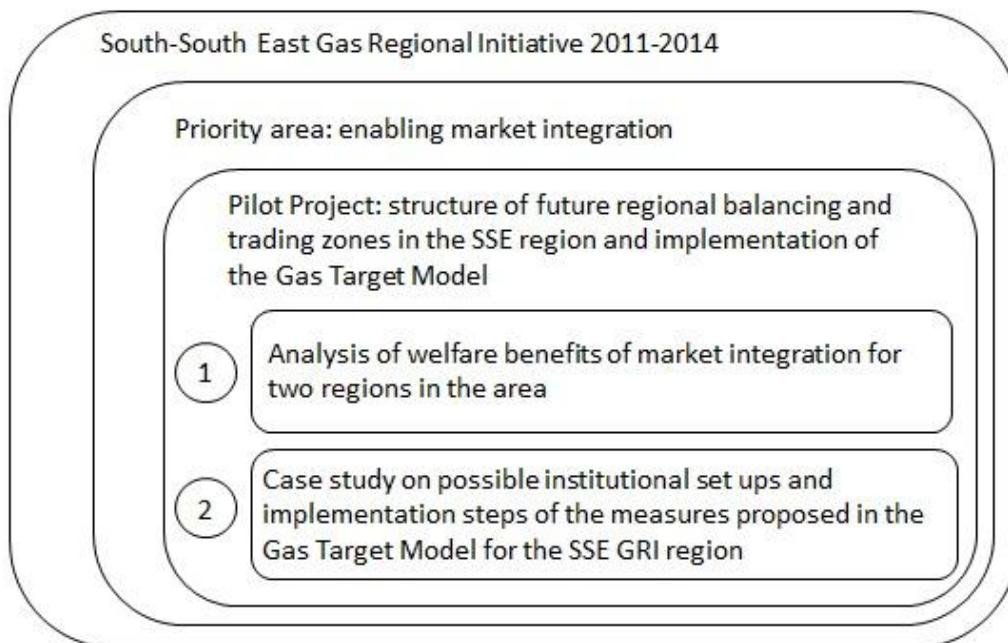 South-South East Gas Regional Initiative 2011-2014
Priority area: enabling market integration
Pilot Project: structure of future regional balancing and
trading zones in the SSE region and implementation of
the Gas Target Model
1
Analysis of welfare benefits of market integration for
two regions in the area
2
Case study on possible institutional set ups and
implementation steps of the measures proposed in the
Gas Target Model for the SSE GRI region